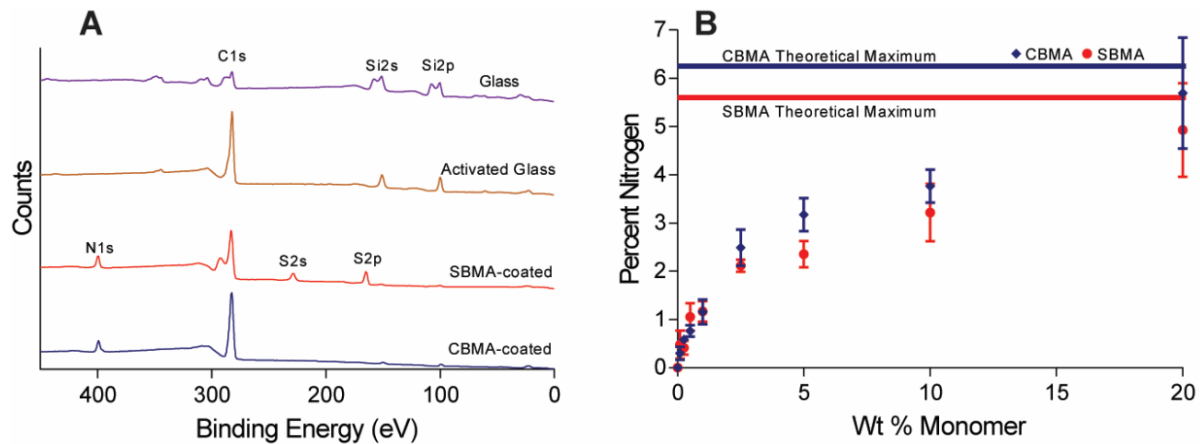 A
C1s
Si2s
Si2p
Glass
Activated Glass
N1s
S2s
S2p
SBMA-coated
CBMA-coated
Counts
400
300
200
100
0
Binding Energy (eV)
B
7
6
5
4
3
2
1
0
CBMA Theoretical Maximum
CBMA
SBMA
SBMA Theoretical Maximum
Percent Nitrogen
0
5
10
15
20
Wt % Monomer